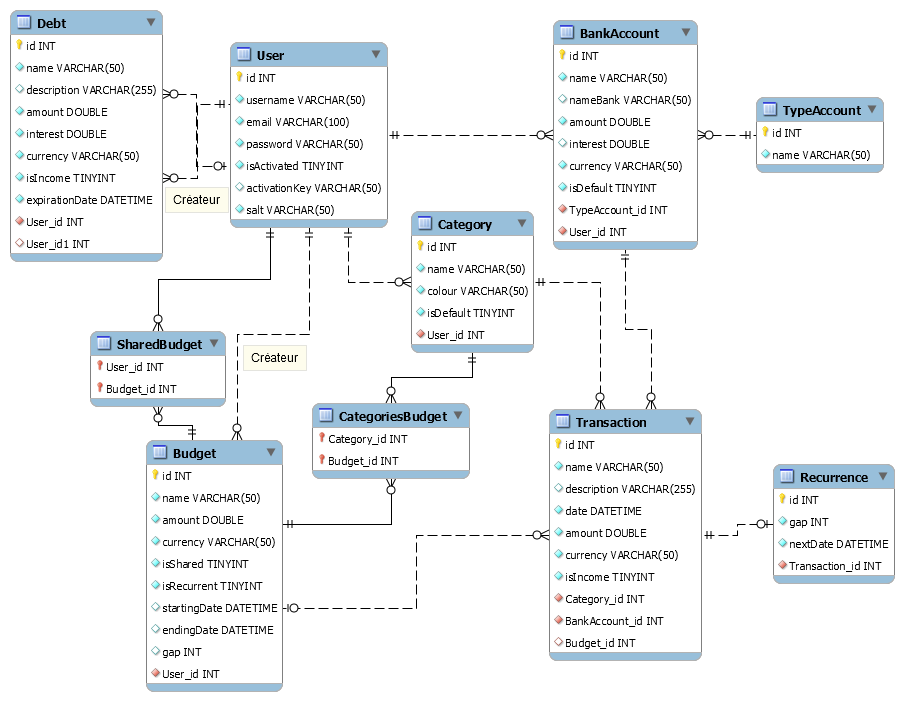 Debt
id INT
name VARCHAR(50)
description VARCHAR(255)
amount DOUBLE
interest DOUBLE
currency VARCHAR(50)
isIncome TINYINT
expirationDate DATETIME
User_id INT
User_id1 INT
User
id INT
username VARCHAR(50)
email VARCHAR(100)
password VARCHAR(50)
isActivated TINYINT
activationKey VARCHAR(50)
salt VARCHAR(50)
Créateur
BankAccount
id INT
name VARCHAR(50)
nameBank VARCHAR(50)
amount DOUBLE
interest DOUBLE
currency VARCHAR(50)
isDefault TINYINT
TypeAccount_id INT
User_id INT
TypeAccount
id INT
name VARCHAR(50)
Category
id INT
name VARCHAR(50)
colour VARCHAR(50)
isDefault TINYINT
User_id INT
SharedBudget
User_id INT
Budget_id INT
Créateur
CategoriesBudget
Category_id INT
Budget_id INT
Budget
id INT
name VARCHAR(50)
amount DOUBLE
currency VARCHAR(50)
isShared TINYINT
isRecurrent TINYINT
startingDate DATETIME
endingDate DATETIME
gap INT
User_id INT
Transaction
id INT
name VARCHAR(50)
description VARCHAR(255)
date DATETIME
amount DOUBLE
currency VARCHAR(50)
isIncome TINYINT
Category_id INT
BankAccount_id INT
Budget_id INT
Recurrence
id INT
gap INT
nextDate DATETIME
Transaction_id INT